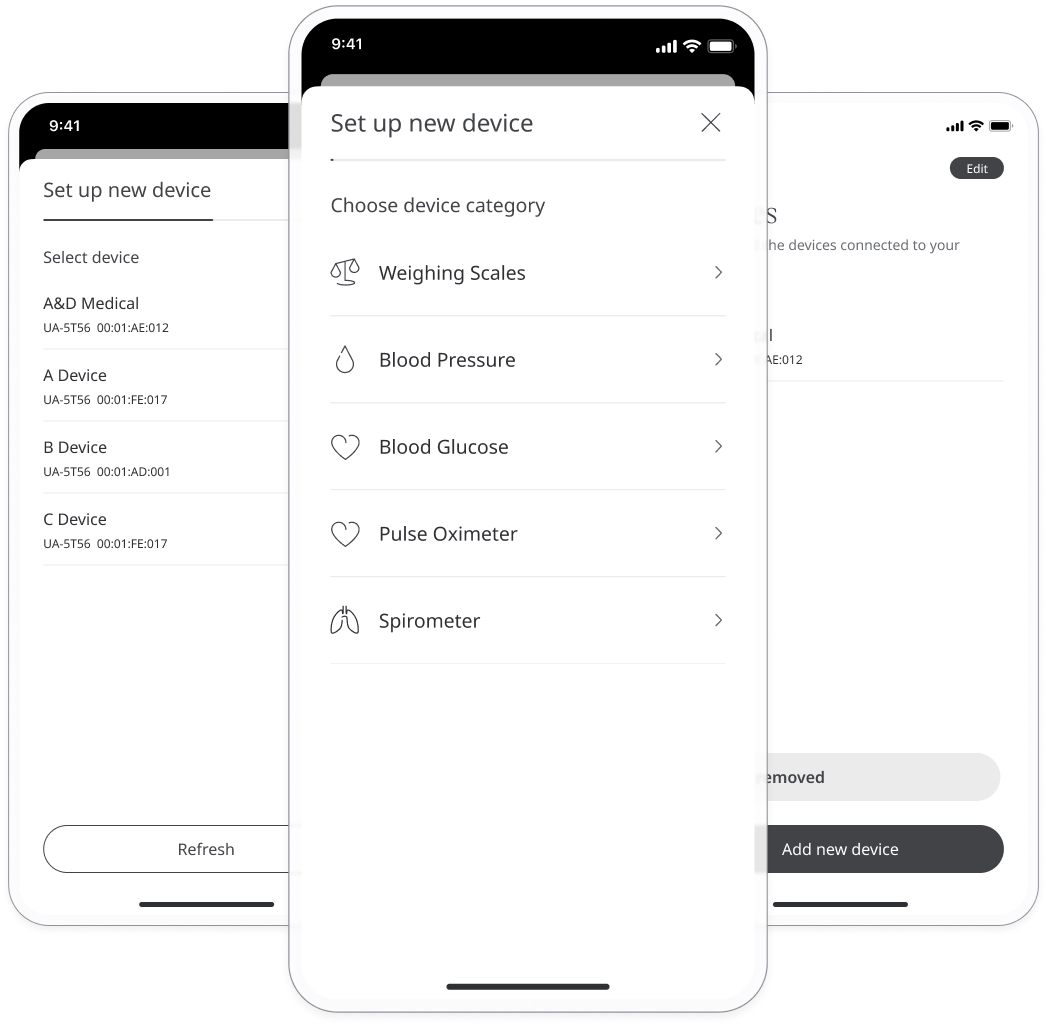 9:41
Set up new device
Select device
A&D Medical
UA-5T56 00:01:AE:012
A Device
UA-5T56 00:01:FE:017
B Device
UA-5T56 00:01:AD:001
C Device
UA-5T56 00:01:FE:017
Refresh
9:41
Set up new device
Choose device category
Weighing Scales
Blood Pressure
Blood Glucose
Pulse Oximeter
Spirometer
Edit
devices connected to your
AE:012
emoved
Add new device